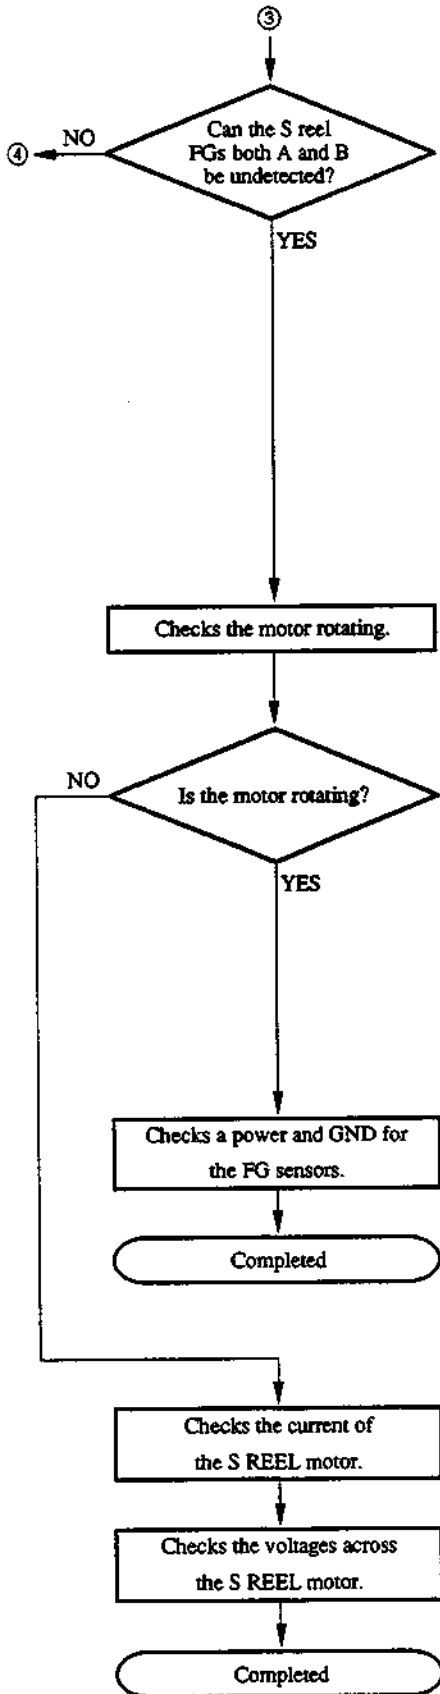 ③
Can the S reel
FGs both A and B
be undetected?
NO
④
YES
Checks the motor rotating.
Is the motor rotating?
NO
YES
Checks a power and GND for
the FG sensors.
Completed
Checks the current of
the S REEL motor.
Checks the voltages across
the S REEL motor.
Completed